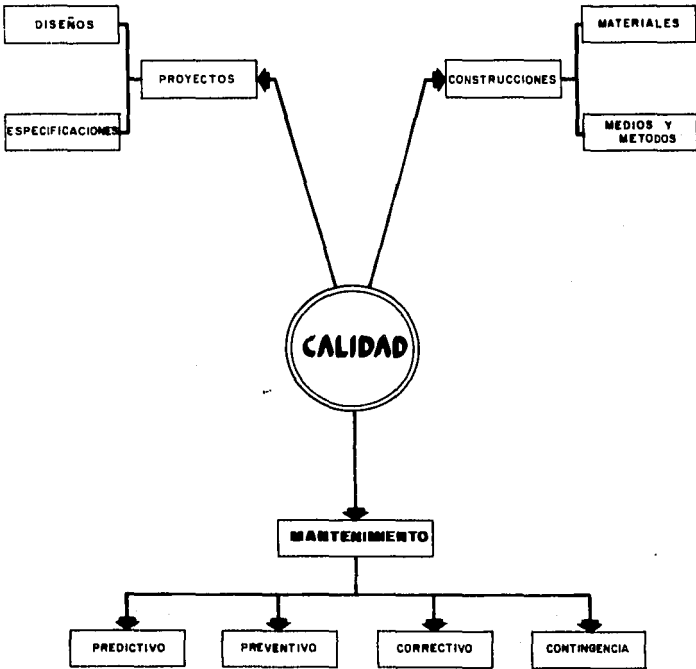 DISEÑOS
MATERIALES
PROYECTOS
CONSTRUCCIONES
ESPECIFICACIONES
MEDIOS Y
METODOS
CALIDAD
MANTENIMIENTO
PREDICTIVO
PREVENTIVO
CORRECTIVO
CONTINGENCIA